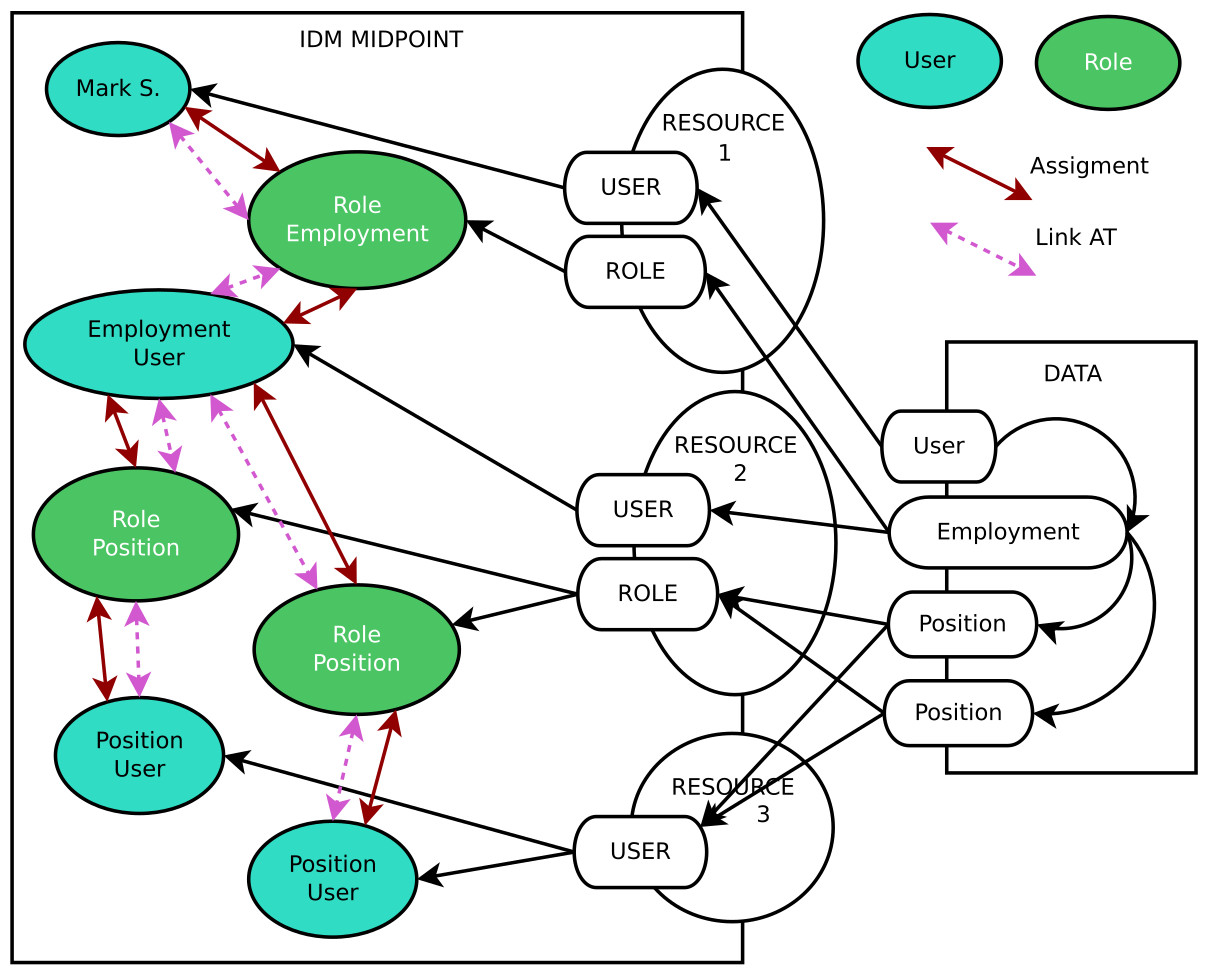 IDM MIDPOINT
Mark S.
Role
Employment
Employment
User
Role
Position
Role
Position
Position
User
Position
User
RESOURCE
1
USER
ROLE
RESOURCE
2
USER
ROLE
RESOURCE
3
USER
User
Role
Assigment
Link AT
DATA
User
Employment
Position
Position